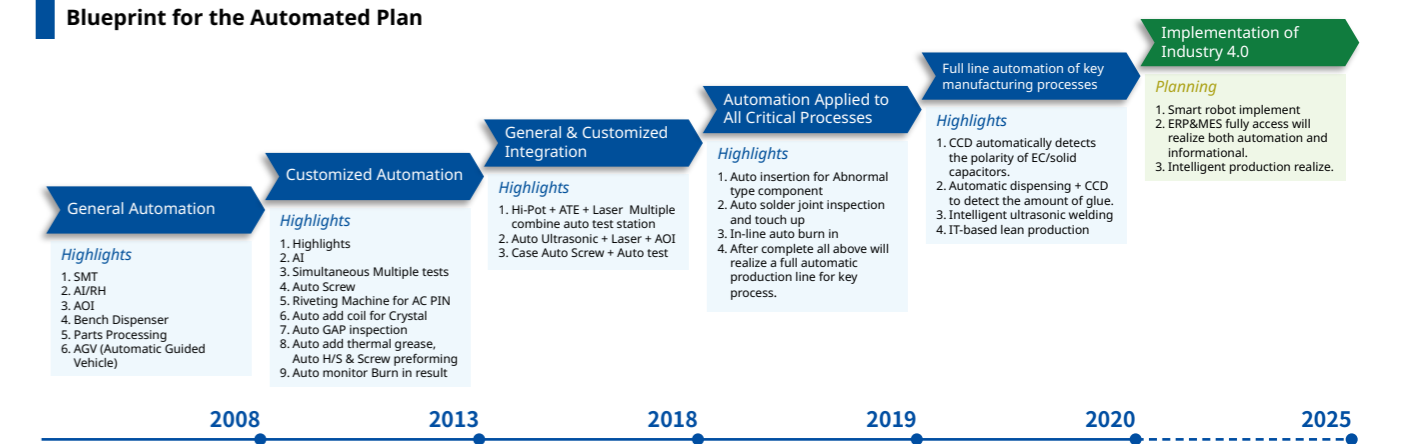 Blueprint for the Automated Plan
General Automation
Highlights
1. SMT
2. AI/RH
3. AOI
4. Bench Dispenser
5. Parts Processing
6. AGV (Automatic Guided
Vehicle)
Customized Automation
Highlights
1. Highlights
2. AI
3. Simultaneous Multiple tests
4. Auto Screw
5. Riveting Machine for AC PIN
6. Auto add coil for Crystal
7. Auto GAP inspection
8. Auto add thermal grease,
Auto H/S & Screw preforming
9. Auto monitor Burn in result
General & Customized
Integration
Highlights
1. Hi-Pot + ATE + Laser Multiple
combine auto test station
2. Auto Ultrasonic + Laser + AOI
3. Case Auto Screw + Auto test
Automation Applied to
All Critical Processes
Highlights
1. Auto insertion for Abnormal
type component
2. Auto solder joint inspection
and touch up
3. In-line auto burn in
4. After complete all above will
realize a full automatic
production line for key
process.
Full line automation of key
manufacturing processes
Highlights
1. CCD automatically detects
the polarity of EC/solid
capacitors.
2. Automatic dispensing + CCD
to detect the amount of glue.
3. Intelligent ultrasonic welding
4. IT-based lean production
Implementation of
Industry 4.0
Planning
1. Smart robot implement
2. ERP&MES fully access will
realize both automation and
informational.
3. Intelligent production realize.
2008
2013
2018
2019
2020
2025